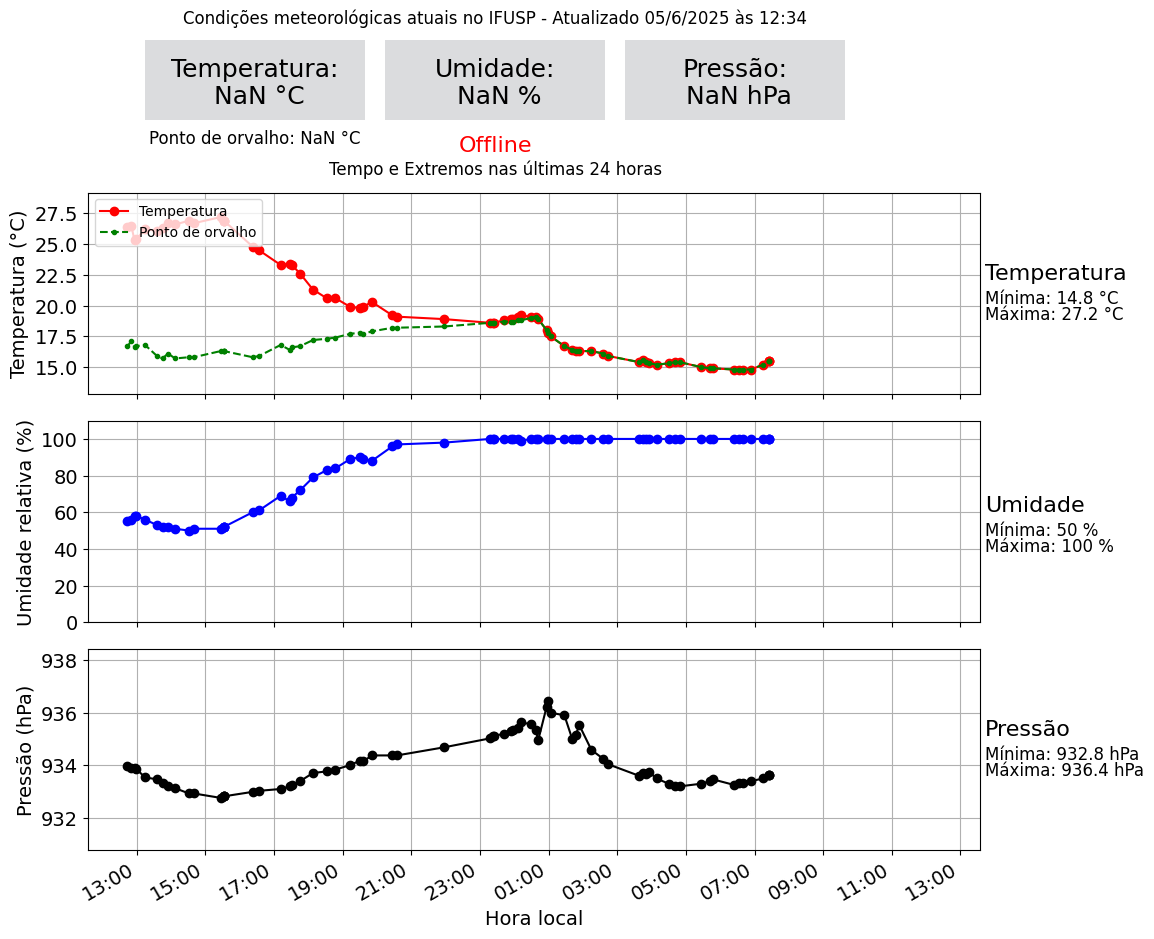 Condições meteorológicas atuais no IFUSP - Atualizado 05/6/2025 às 12:34
Temperatura:
NaN °C
Umidade:
NaN %
Pressão:
NaN hPa
Ponto de orvalho: NaN °C
Offline
Tempo e Extremos nas últimas 24 horas
Temperatura (°C)
27.5
25.0
22.5
20.0
17.5
15.0
Temperatura
Ponto de orvalho
Temperatura
Mínima: 14.8 °C
Máxima: 27.2 °C
Umidade relativa (%)
100
80
60
40
20
0
Umidade
Mínima: 50 %
Máxima: 100 %
Pressão (hPa)
938
936
934
932
Pressão
Mínima: 932.8 hPa
Máxima: 936.4 hPa
13:00
15:00
17:00
19:00
21:00
23:00
01:00
03:00
05:00
07:00
09:00
11:00
13:00
Hora local